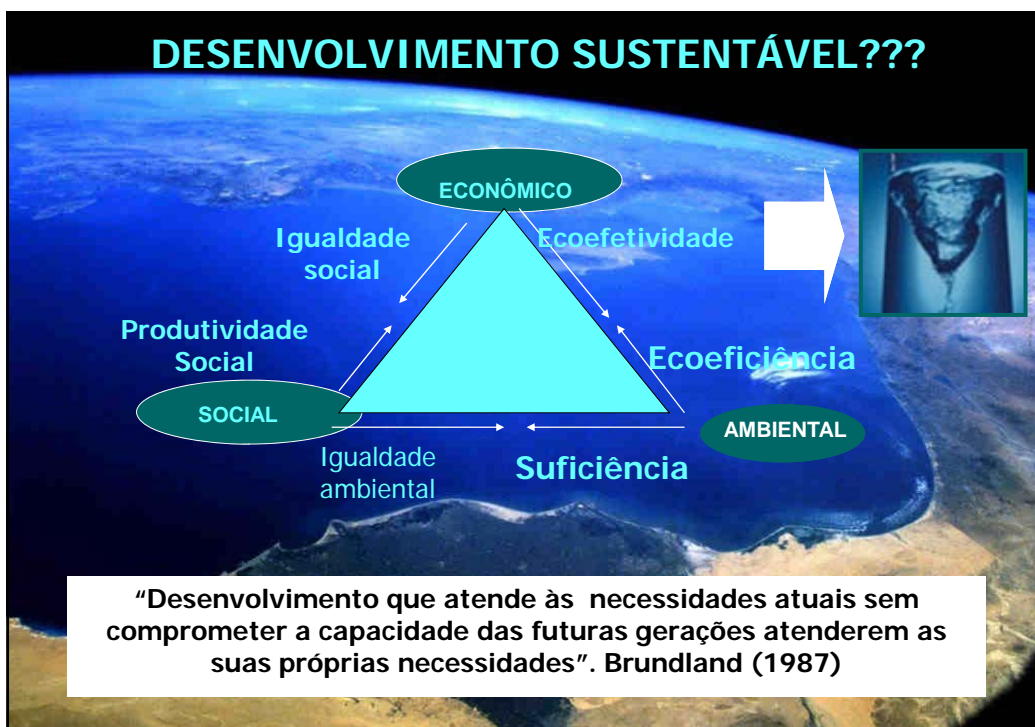 DESENVOLVIMENTO SUSTENTÁVEL???
ECONÔMICO
Igualdade
social
Ecoefetividade
Produtividade
Social
Ecoeficiência
SOCIAL
AMBIENTAL
Igualdade
ambiental
Suficiência
“Desenvolvimento que atende às necessidades atuais sem
comprometer a capacidade das futuras gerações atenderem as
suas próprias necessidades”. Brundland (1987)